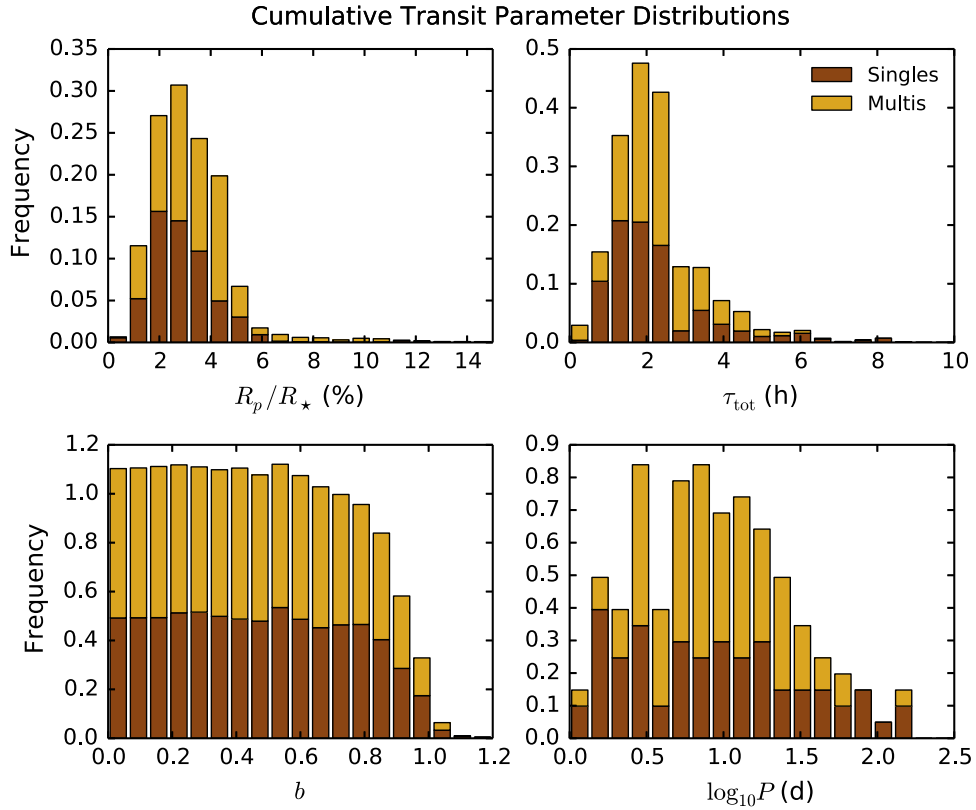 Cumulative Transit Parameter Distributions
Frequency
0.35
0.30
0.25
0.20
0.15
0.10
0.05
0.00
0 2 4 6 8 10 12 14
R_p/R_⋆ (%)
0.5
0.4
0.3
0.2
0.1
0.0
0 2 4 6 8 10
τ_tot (h)
Singles
Multis
Frequency
1.2
1.0
0.8
0.6
0.4
0.2
0.0
0.0 0.2 0.4 0.6 0.8 1.0 1.2
b
0.9
0.8
0.7
0.6
0.5
0.4
0.3
0.2
0.1
0.0
0.0 0.5 1.0 1.5 2.0 2.5
log₁₀P (d)